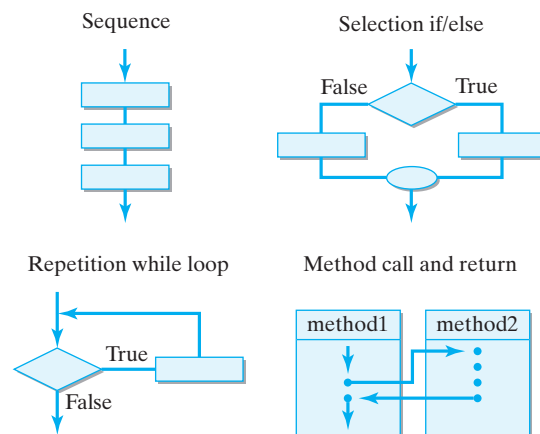 Sequence
Selection if/else
False True
Repetition while loop
True
False
Method call and return
method1 method2